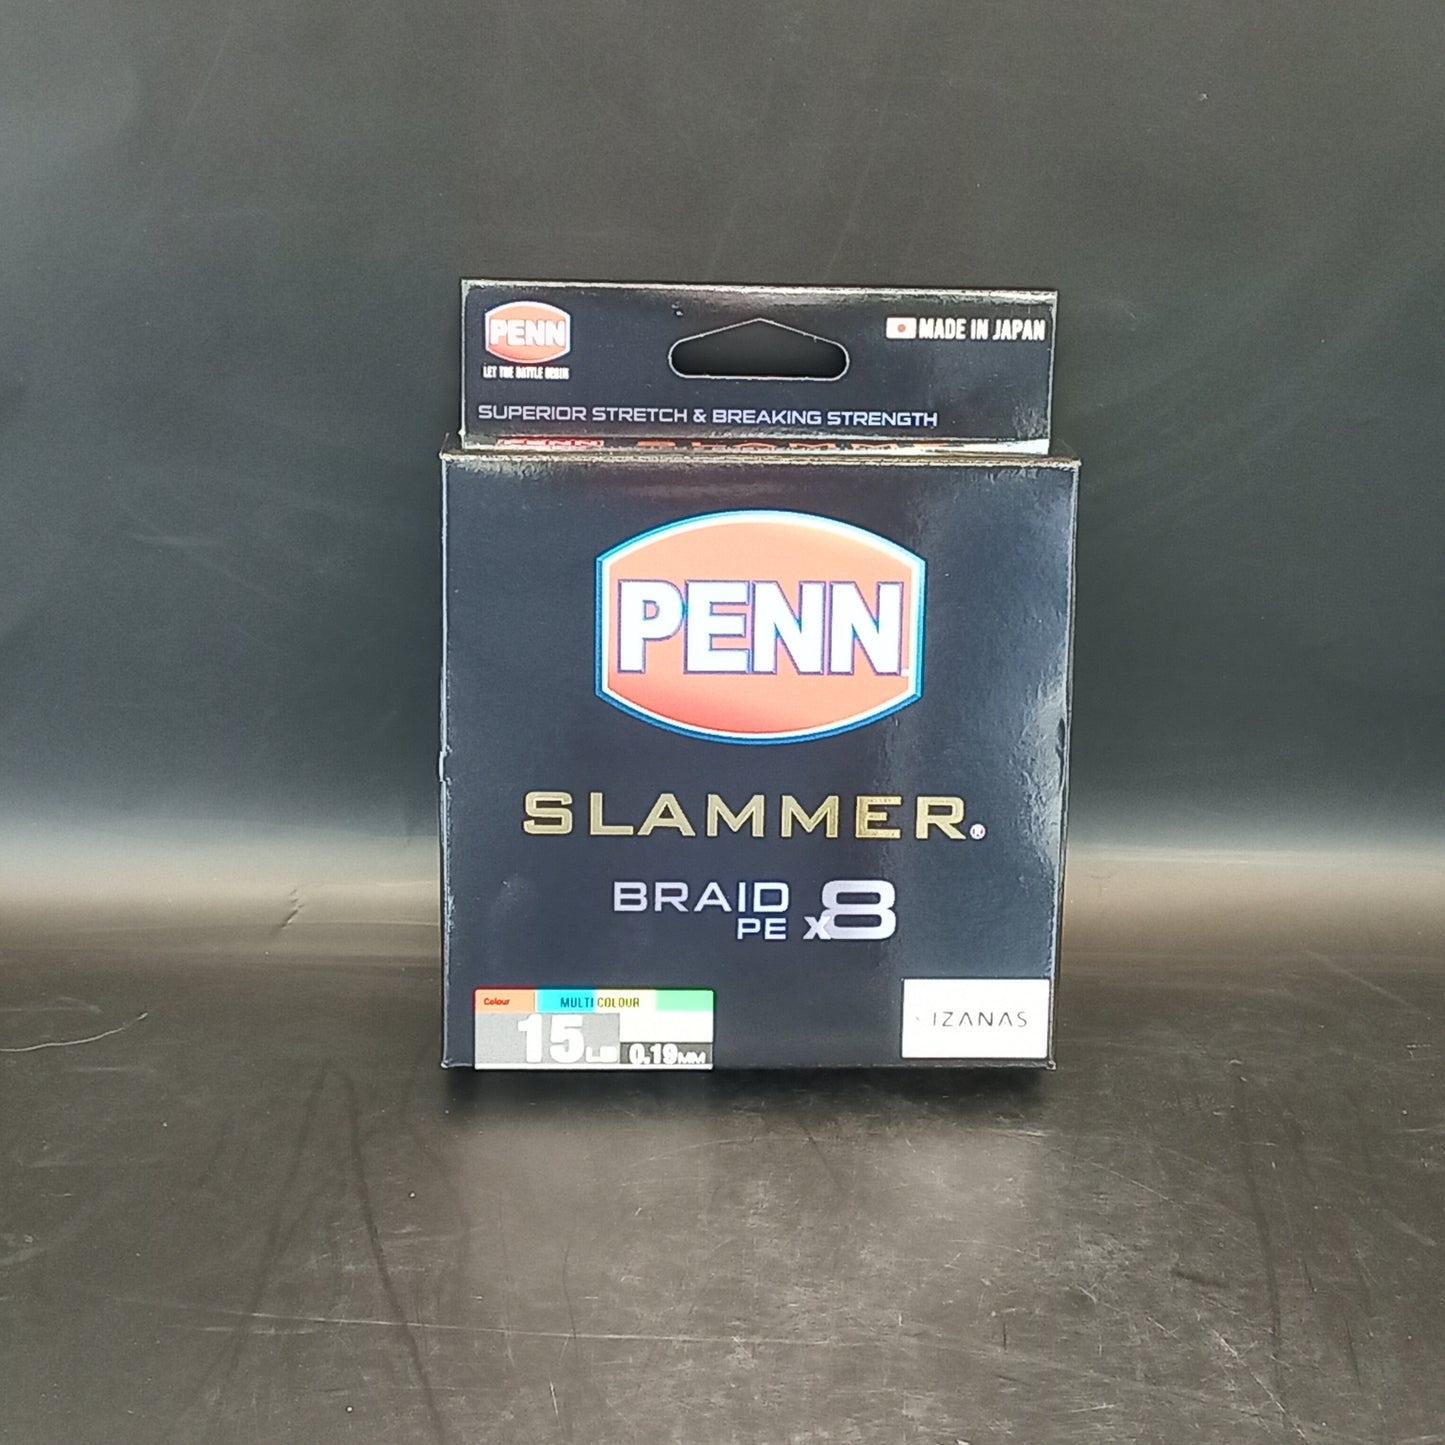 PENN
LET THE BATTLE BEGIN
MADE IN JAPAN
SUPERIOR STRETCH & BREAKING STRENGTH
PENN
SLAMMER®
BRAID
PE x8
Colour MULTI COLOUR
15LB 0.19MM
IZANAS